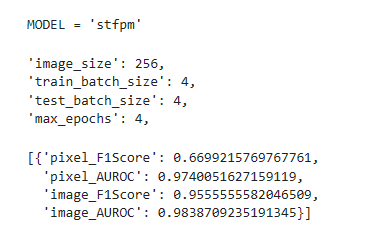 MODEL = 'stfpm'
'image_size': 256,
'train_batch_size': 4,
'test_batch_size': 4,
'max_epochs': 4,
[{'pixel_F1Score': 0.6699215769767761,
'pixel_AUROC': 0.9740051627159119,
'image_F1Score': 0.9555555582046509,
'image_AUROC': 0.9838709235191345}]